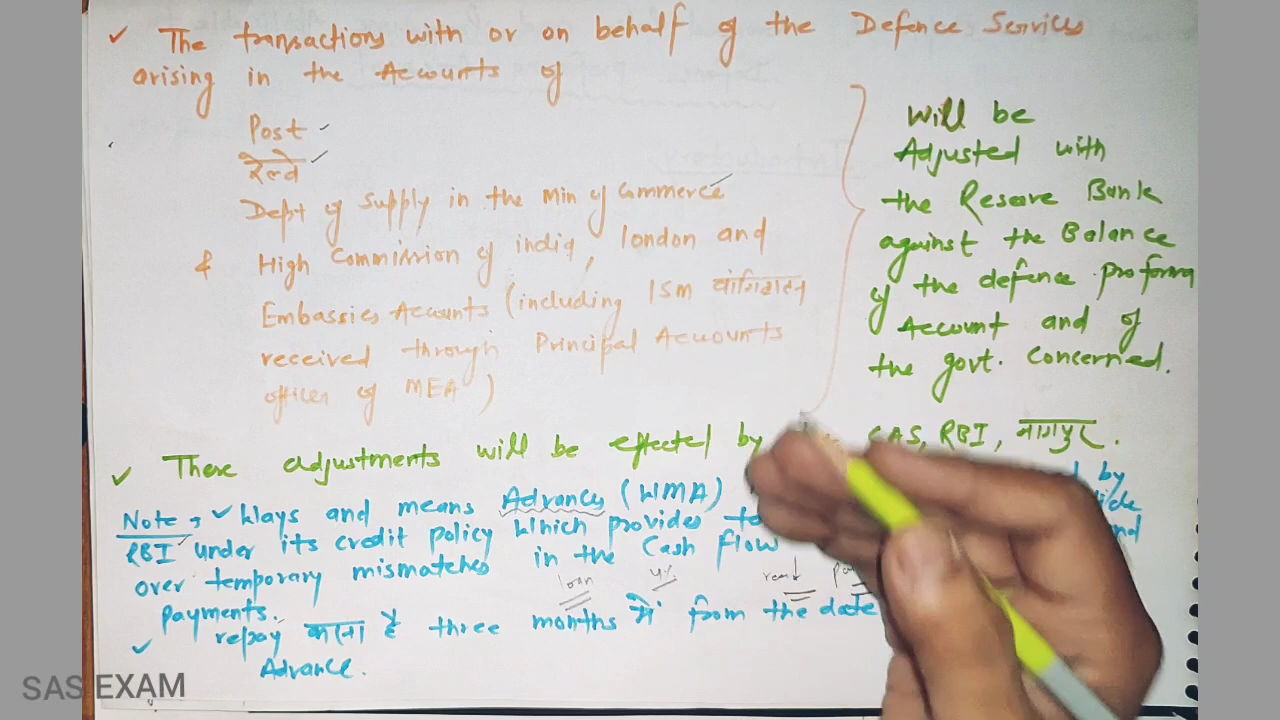 ✓ The transactions with or on behalf of the Defence Services
arising in the Accounts of
Post ✓
रेल्वे ✓
Dept of Supply in the Min of Commerce ✓
& High Commission of india, London and
Embassies Accounts (including ISM वांशिंगटन
received through Principal Accounts
officer of MEA)
Will be
Adjusted with
the Reserve Bank
against the Balance
of the defence proforma
Account and of
the govt. concerned.
✓ These adjustments will be effected by CAS, RBI, नागपुर.
Note → ✓ Ways and means Advances (WMA) by
RBI under its credit policy which provides to
over temporary mismatches in the Cash flow
payments.
loan
yr
✓ repay करना है three months में from the date
Advance.
SAS EXAM